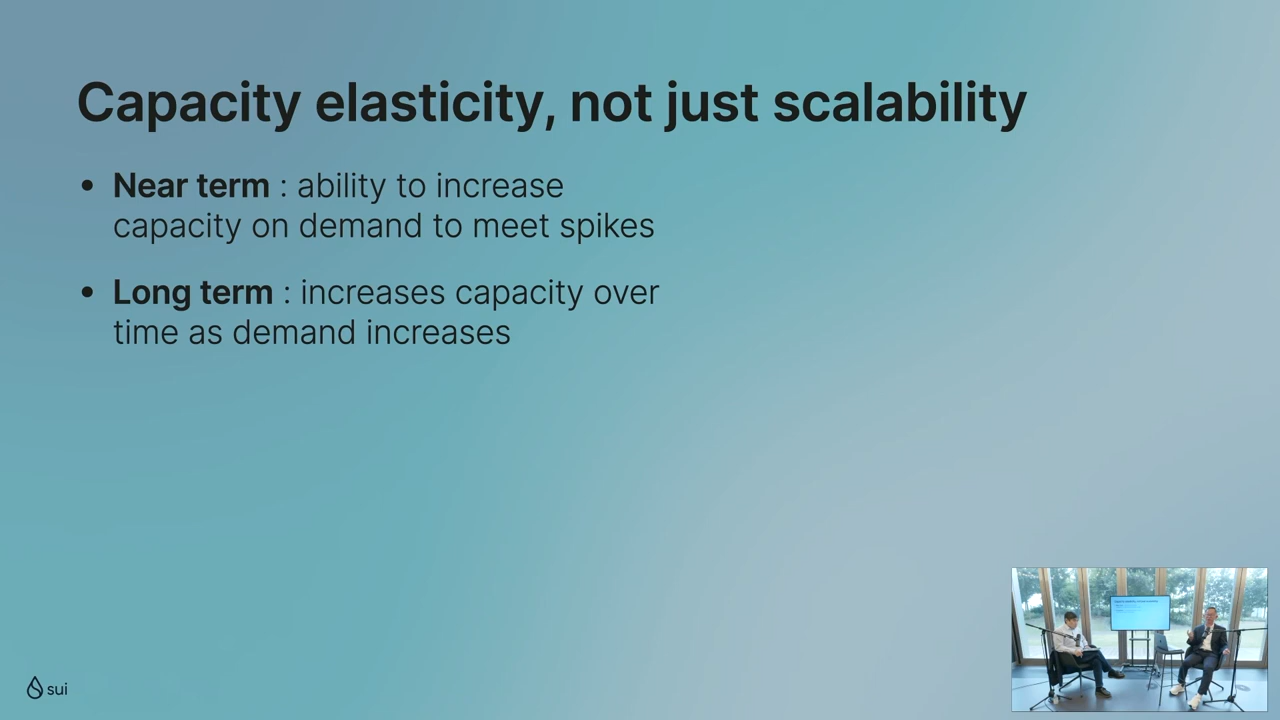 Capacity elasticity, not just scalability
• Near term : ability to increase
capacity on demand to meet spikes
• Long term : increases capacity over
time as demand increases
sui